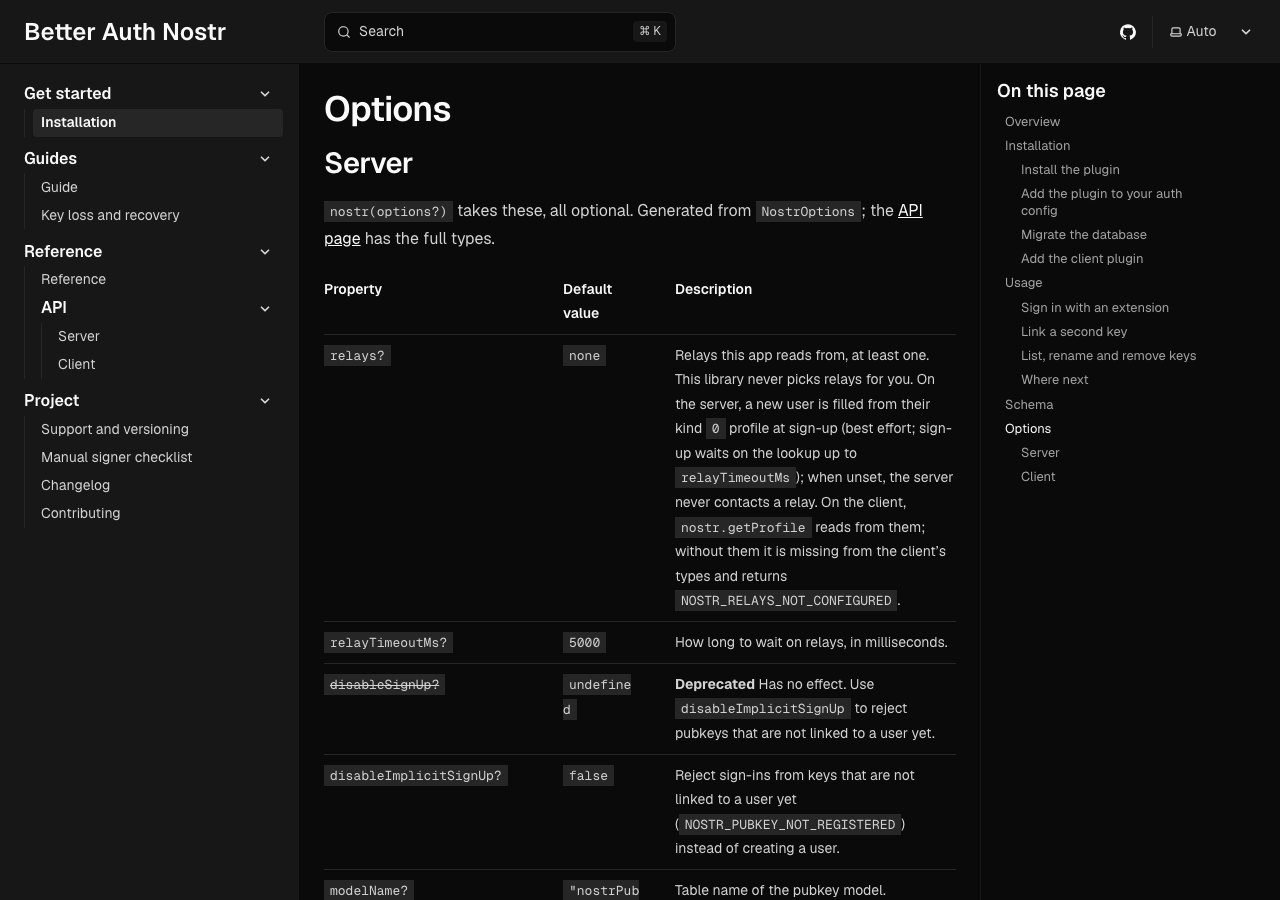 Better Auth Nostr
Search
⌘ K
Auto
Get started
Installation
Guides
Guide
Key loss and recovery
Reference
Reference
API
Server
Client
Project
Support and versioning
Manual signer checklist
Changelog
Contributing
Options
Server
nostr(options?) takes these, all optional. Generated from NostrOptions; the API
page has the full types.
Property
Default
value
Description
relays?
none
Relays this app reads from, at least one.
This library never picks relays for you. On
the server, a new user is filled from their
kind 0 profile at sign-up (best effort; sign-
up waits on the lookup up to
relayTimeoutMs); when unset, the server
never contacts a relay. On the client,
nostr.getProfile reads from them;
without them it is missing from the client's
types and returns
NOSTR_RELAYS_NOT_CONFIGURED.
relayTimeoutMs?
5000
How long to wait on relays, in milliseconds.
disableSignUp?
undefine
d
Deprecated Has no effect. Use
disableImplicitSignUp to reject
pubkeys that are not linked to a user yet.
disableImplicitSignUp?
false
Reject sign-ins from keys that are not
linked to a user yet
(NOSTR_PUBKEY_NOT_REGISTERED)
instead of creating a user.
modelName?
"nostrPub
Table name of the pubkey model.
On this page
Overview
Installation
Install the plugin
Add the plugin to your auth
config
Migrate the database
Add the client plugin
Usage
Sign in with an extension
Link a second key
List, rename and remove keys
Where next
Schema
Options
Server
Client